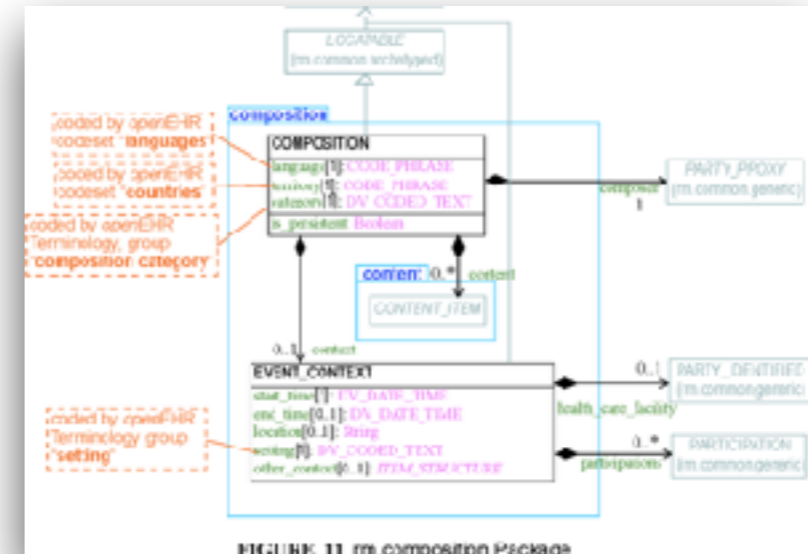 LOCATABLE
(rm.common.archetyped)
coded by openEHR
codeset "languages"
coded by openEHR
codeset "countries"
coded by openEHR
Terminology, group
"composition category"
composition
COMPOSITION
language[1]: CODE_PHRASE
territory[1]: CODE_PHRASE
category[1]: DV_CODED_TEXT
is_persistent: Boolean
composer
1
PARTY_PROXY
(rm.common.generic)
content
0..*
content
CONTENT_ITEM
0..1
context
EVENT_CONTEXT
start_time[1]: DV_DATE_TIME
end_time[0..1]: DV_DATE_TIME
location[0..1]: String
setting[1]: DV_CODED_TEXT
other_context[0..1]: ITEM_STRUCTURE
coded by openEHR
Terminology group
"setting"
0..1
health_care_facility
PARTY_IDENTIFIED
(rm.common.generic)
0..*
participations
PARTICIPATION
(rm.common.generic)
FIGURE 11 rm.composition Package